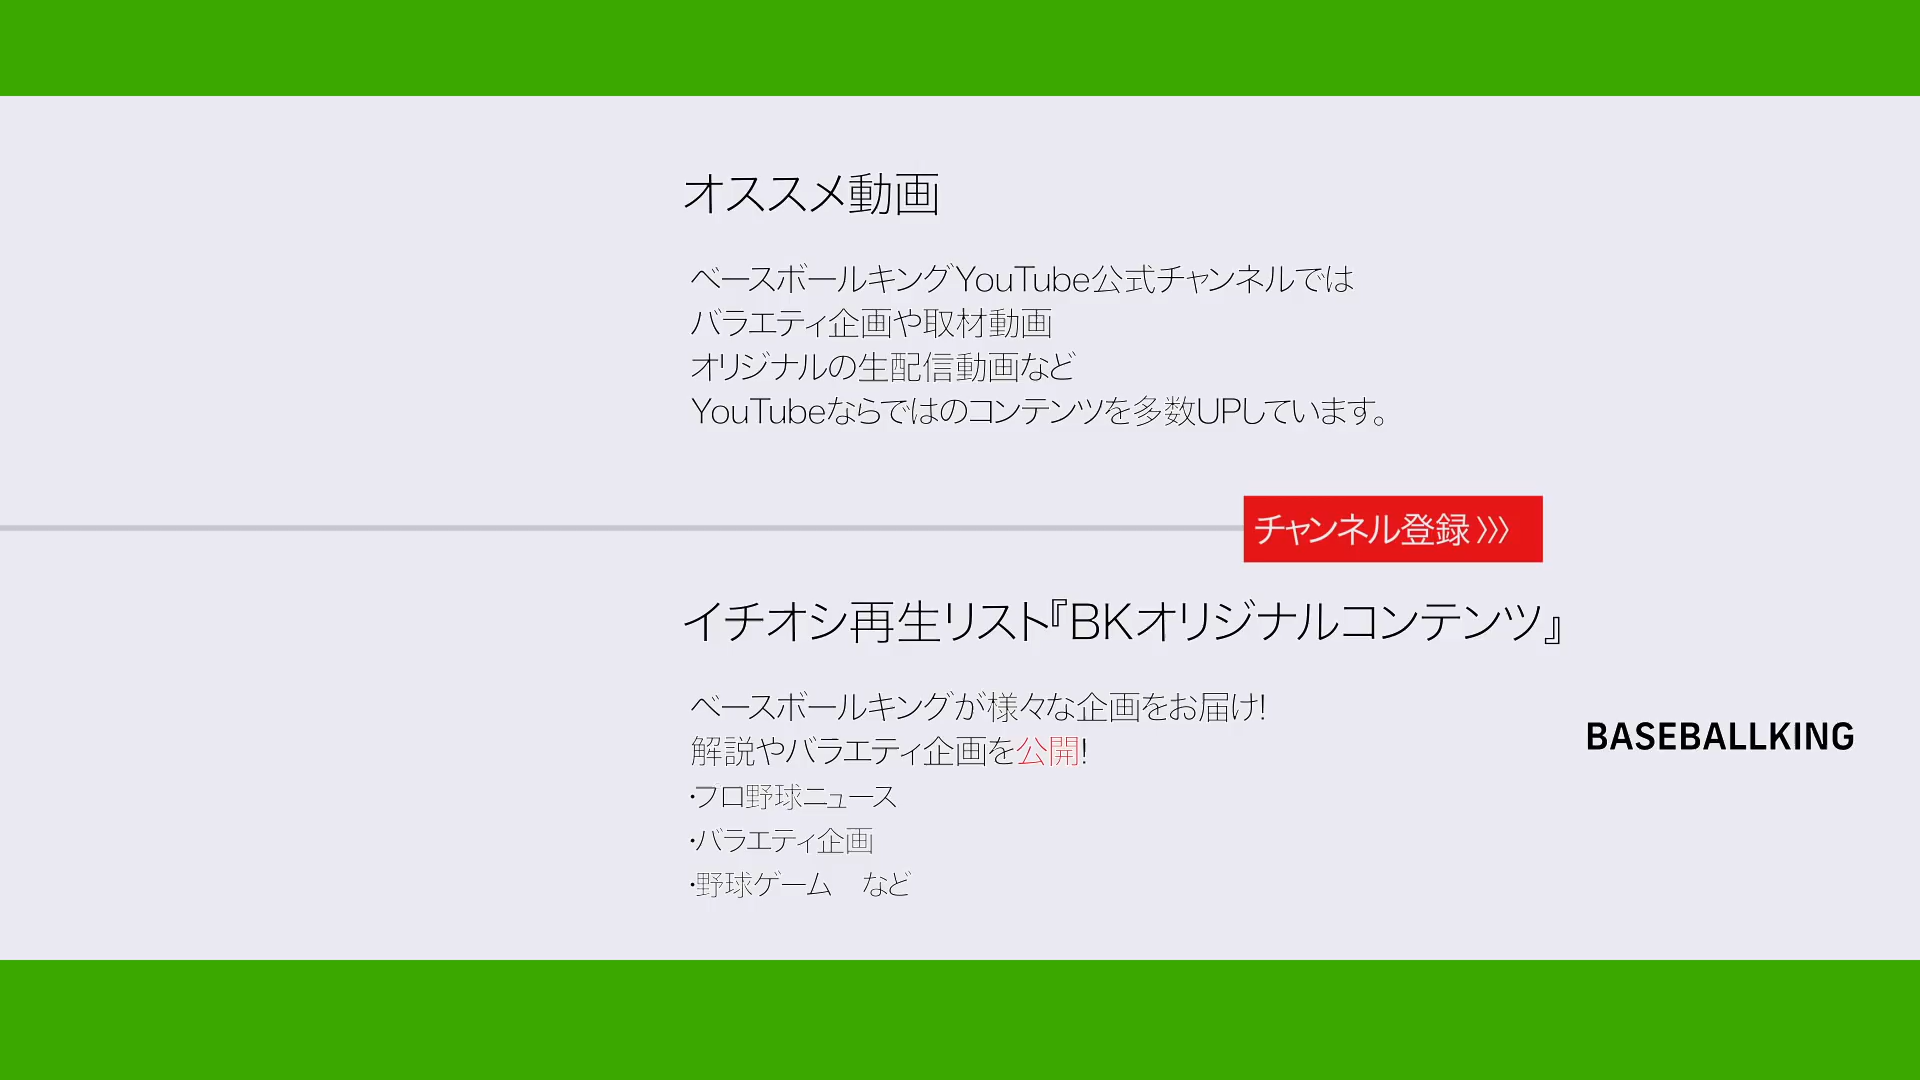 オススメ動画
ベースボールキングYouTube公式チャンネルでは
バラエティ企画や取材動画
オリジナルの生配信動画など
YouTubeならではのコンテンツを多数UPしています。
チャンネル登録 》〉
イチオシ再生リスト『BKオリジナルコンテンツ』
ベースボールキングが様々な企画をお届け!
解説やバラエティ企画を公開!
・プロ野球ニュース
・バラエティ企画
・野球ゲーム　など
BASEBALLKING